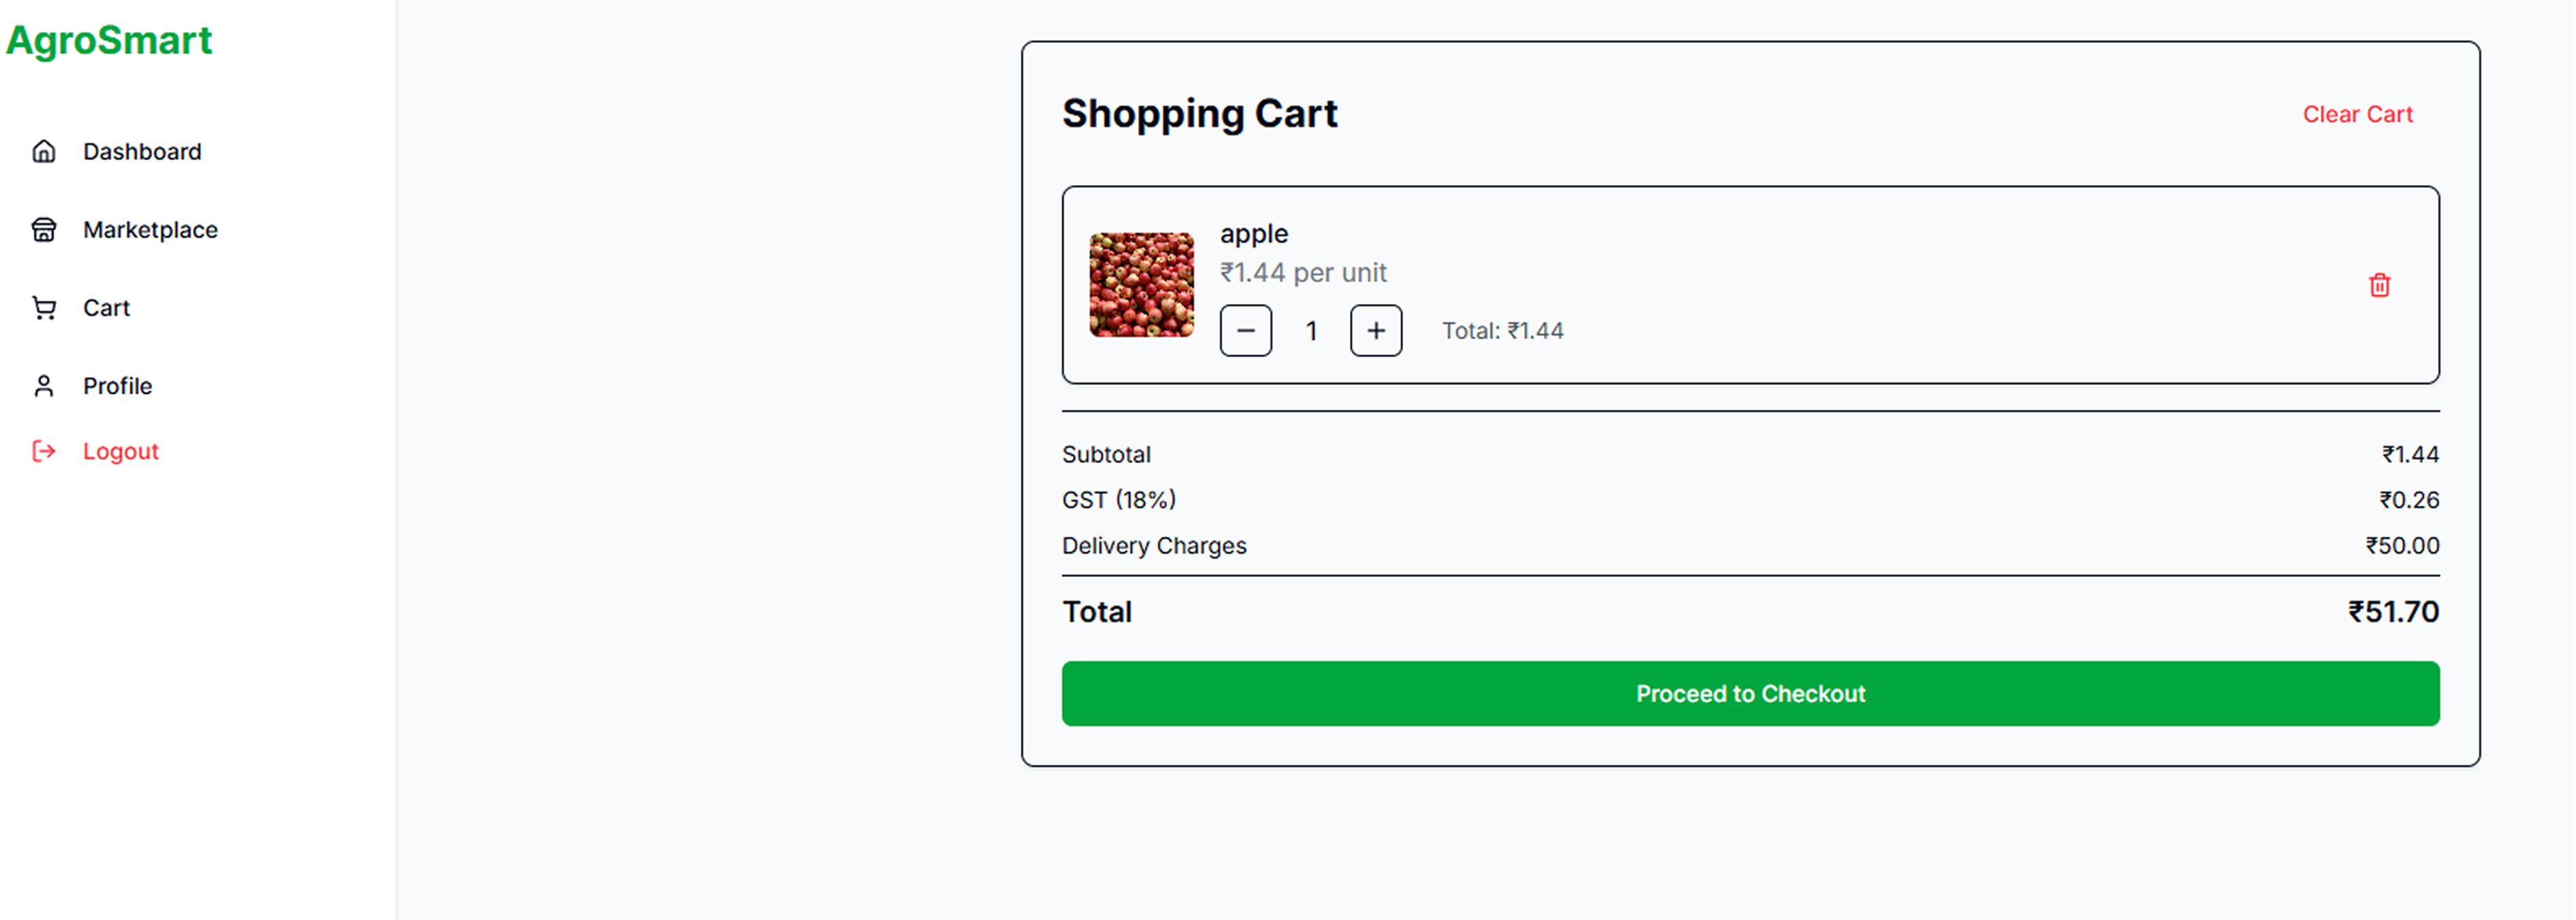 AgroSmart
Dashboard
Marketplace
Cart
Profile
Logout
Shopping Cart
Clear Cart
apple
₹1.44 per unit
1
Total: ₹1.44
Subtotal ₹1.44
GST (18%) ₹0.26
Delivery Charges ₹50.00
Total ₹51.70
Proceed to Checkout